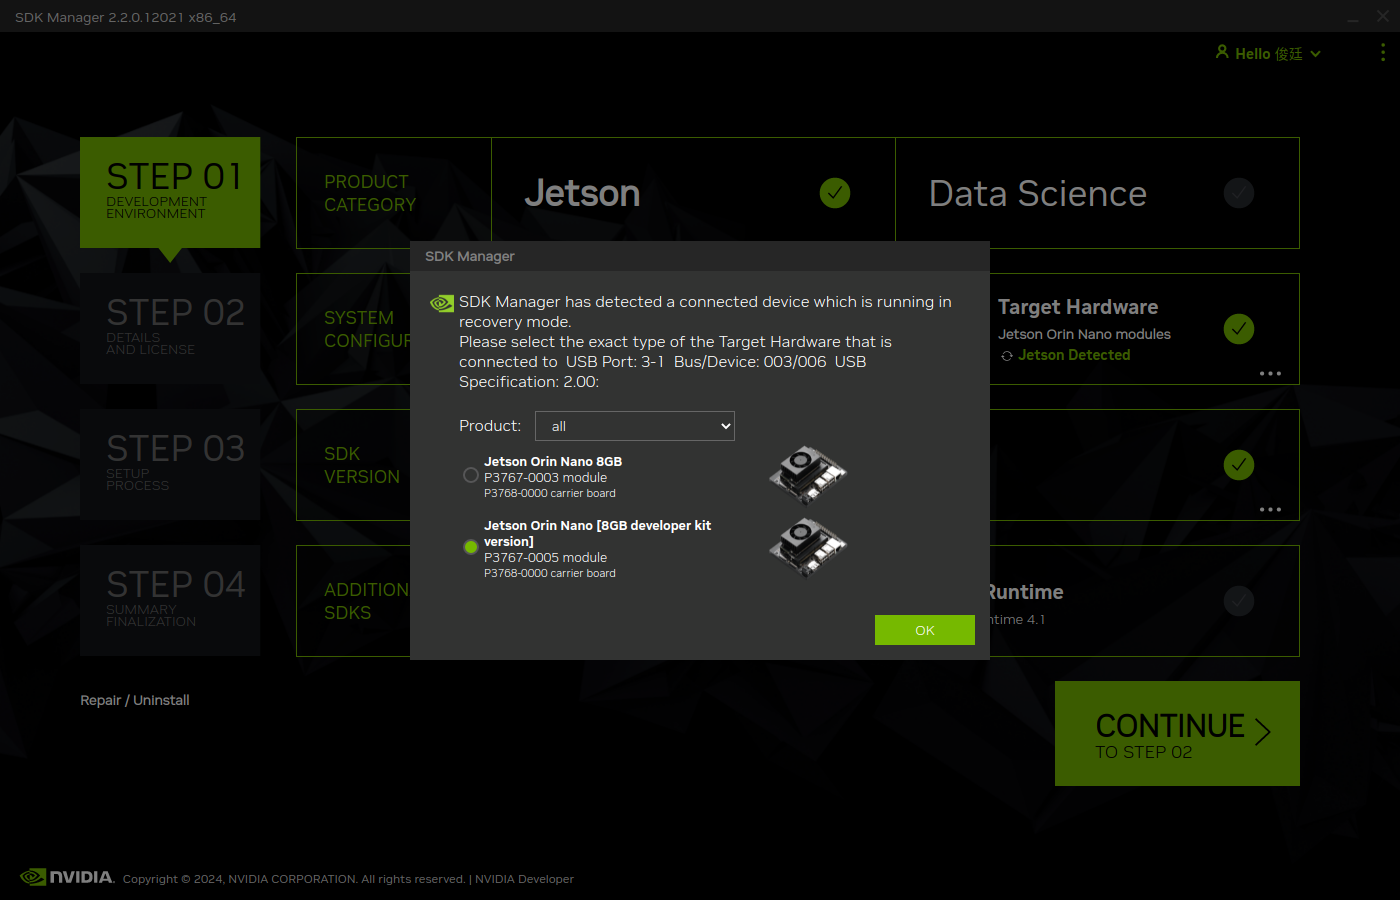 SDK Manager 2.2.0.12021 x86_64
Hello 俊廷
STEP 01
DEVELOPMENT
ENVIRONMENT
PRODUCT
CATEGORY
Jetson
Data Science
STEP 02
DETAILS
AND LICENSE
SYSTEM
Target Hardware
Jetson Orin Nano modules
Jetson Detected
STEP 03
SETUP
PROCESS
SDK
VERSION
STEP 04
SUMMARY
FINALIZATION
SDKS
Runtime
4.1
SDK Manager
SDK Manager has detected a connected device which is running in
recovery mode.
Please select the exact type of the Target Hardware that is
connected to USB Port: 3-1 Bus/Device: 003/006 USB
Specification: 2.00:
Product: all
Jetson Orin Nano 8GB
P3767-0003 module
P3768-0000 carrier board
Jetson Orin Nano [8GB developer kit
version]
P3767-0005 module
P3768-0000 carrier board
OK
Repair / Uninstall
CONTINUE
TO STEP 02
NVIDIA. Copyright © 2024, NVIDIA CORPORATION. All rights reserved. | NVIDIA Developer